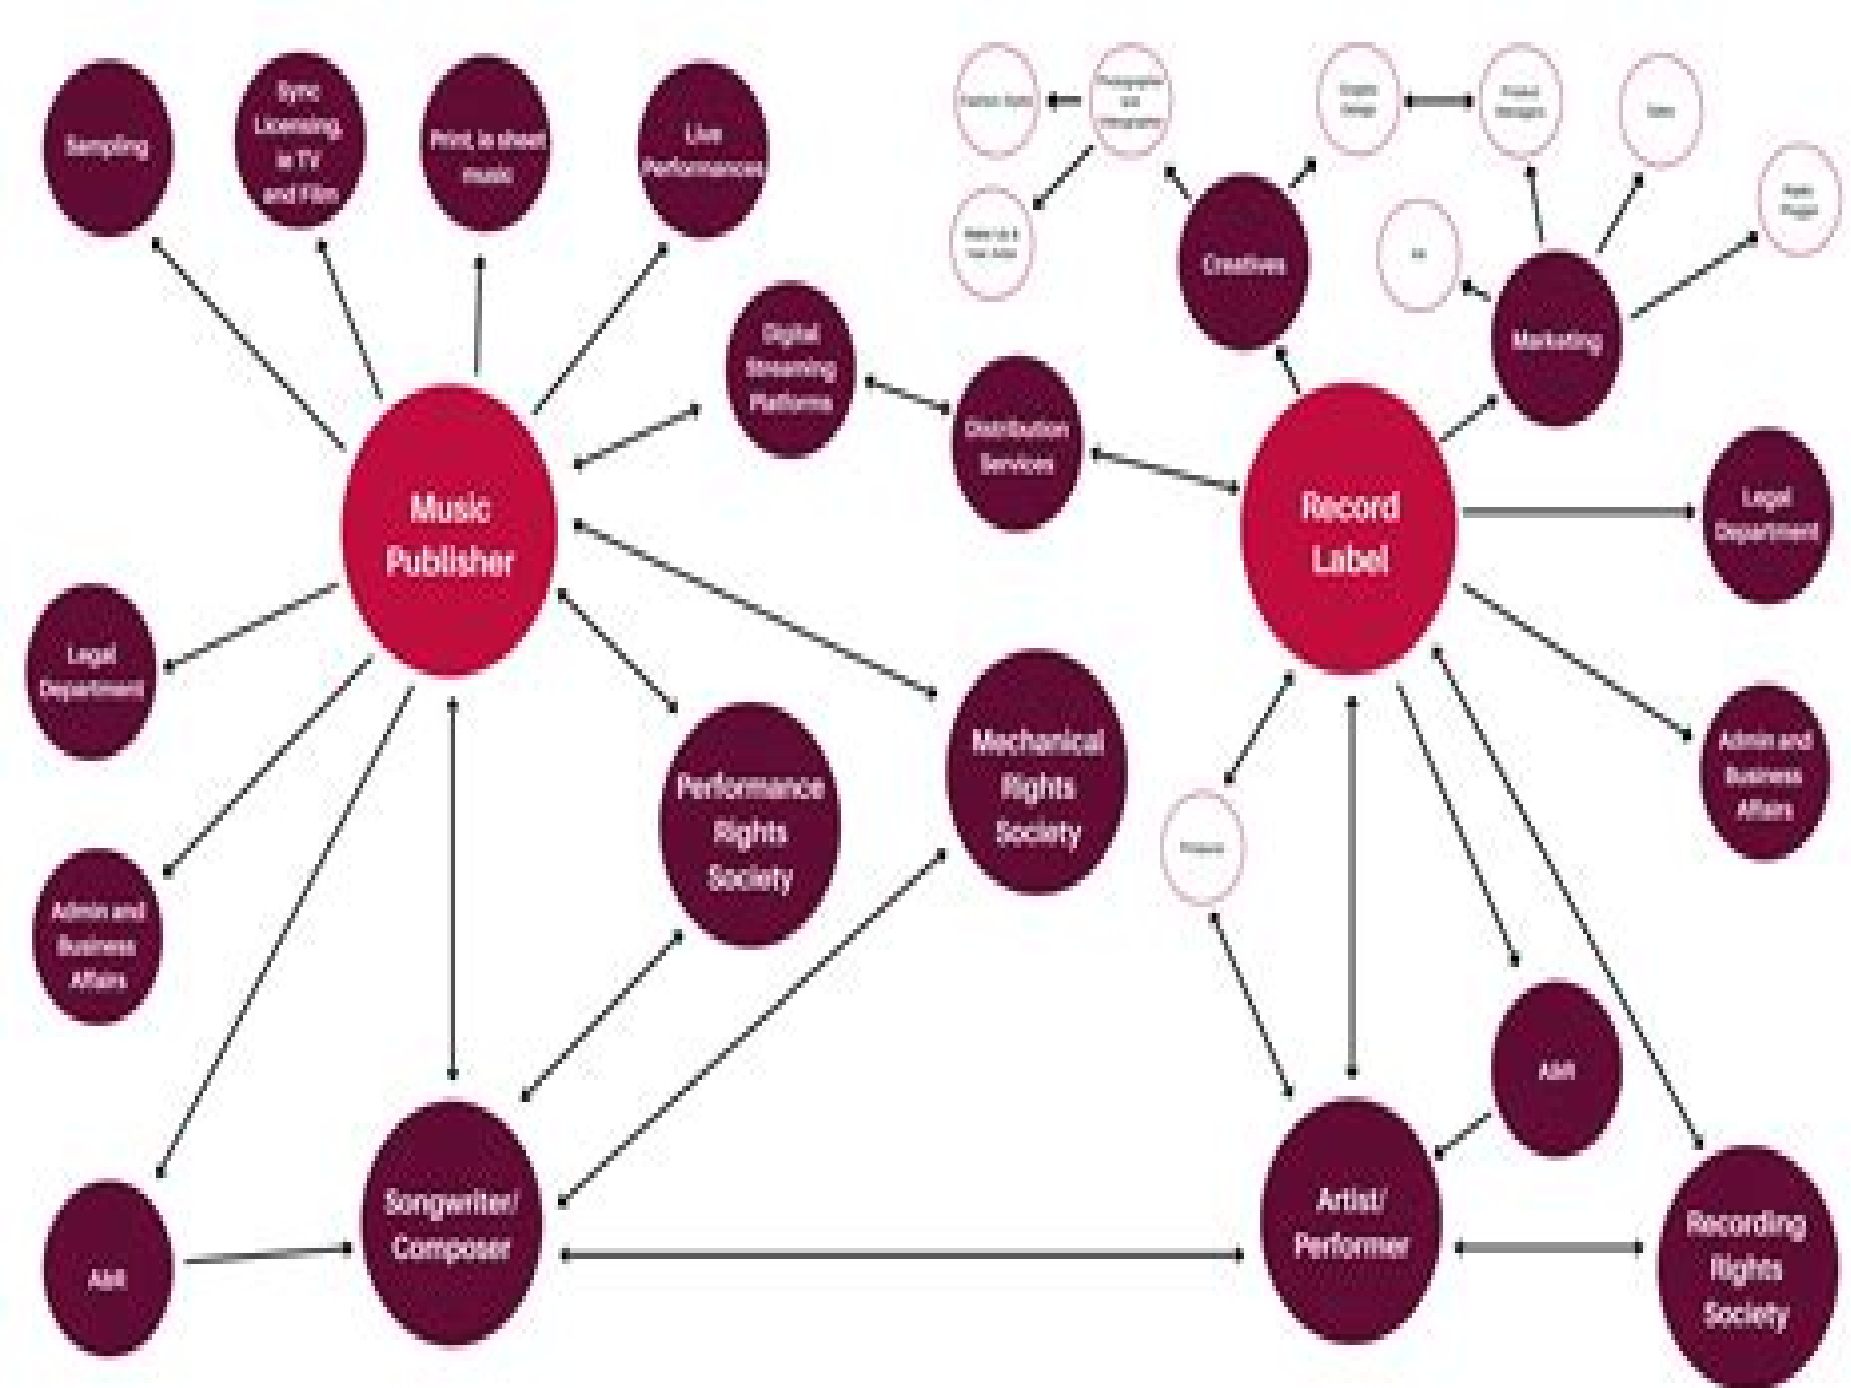 Sampling
Sync
Licensing,
ie TV
and Film
Print, ie sheet
music
Live
Performances
Digital
Streaming
Platforms
Distribution
Services
Creatives
Marketing
Music
Publisher
Record
Label
Legal
Department
Legal
Department
Admin and
Business
Affairs
Admin and
Business
Affairs
Performance
Rights
Society
Mechanical
Rights
Society
Producer
A&R
A&R
Songwriter/
Composer
Artist/
Performer
Recording
Rights
Society